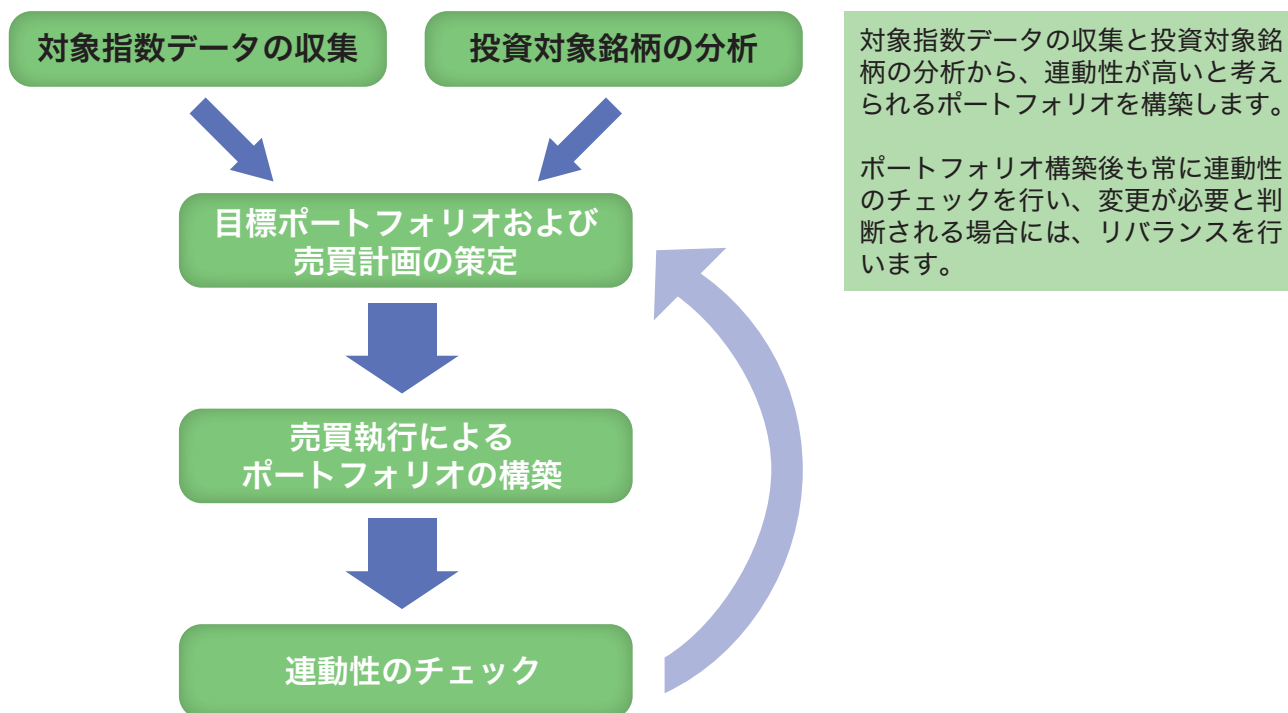 対象指数データの収集
投資対象銘柄の分析
目標ポートフォリオおよび
売買計画の策定
売買執行による
ポートフォリオの構築
連動性のチェック
対象指数データの収集と投資対象銘
柄の分析から、連動性が高いと考え
られるポートフォリオを構築します。
ポートフォリオ構築後も常に連動性
のチェックを行い、変更が必要と判
断される場合には、リバランスを行
います。